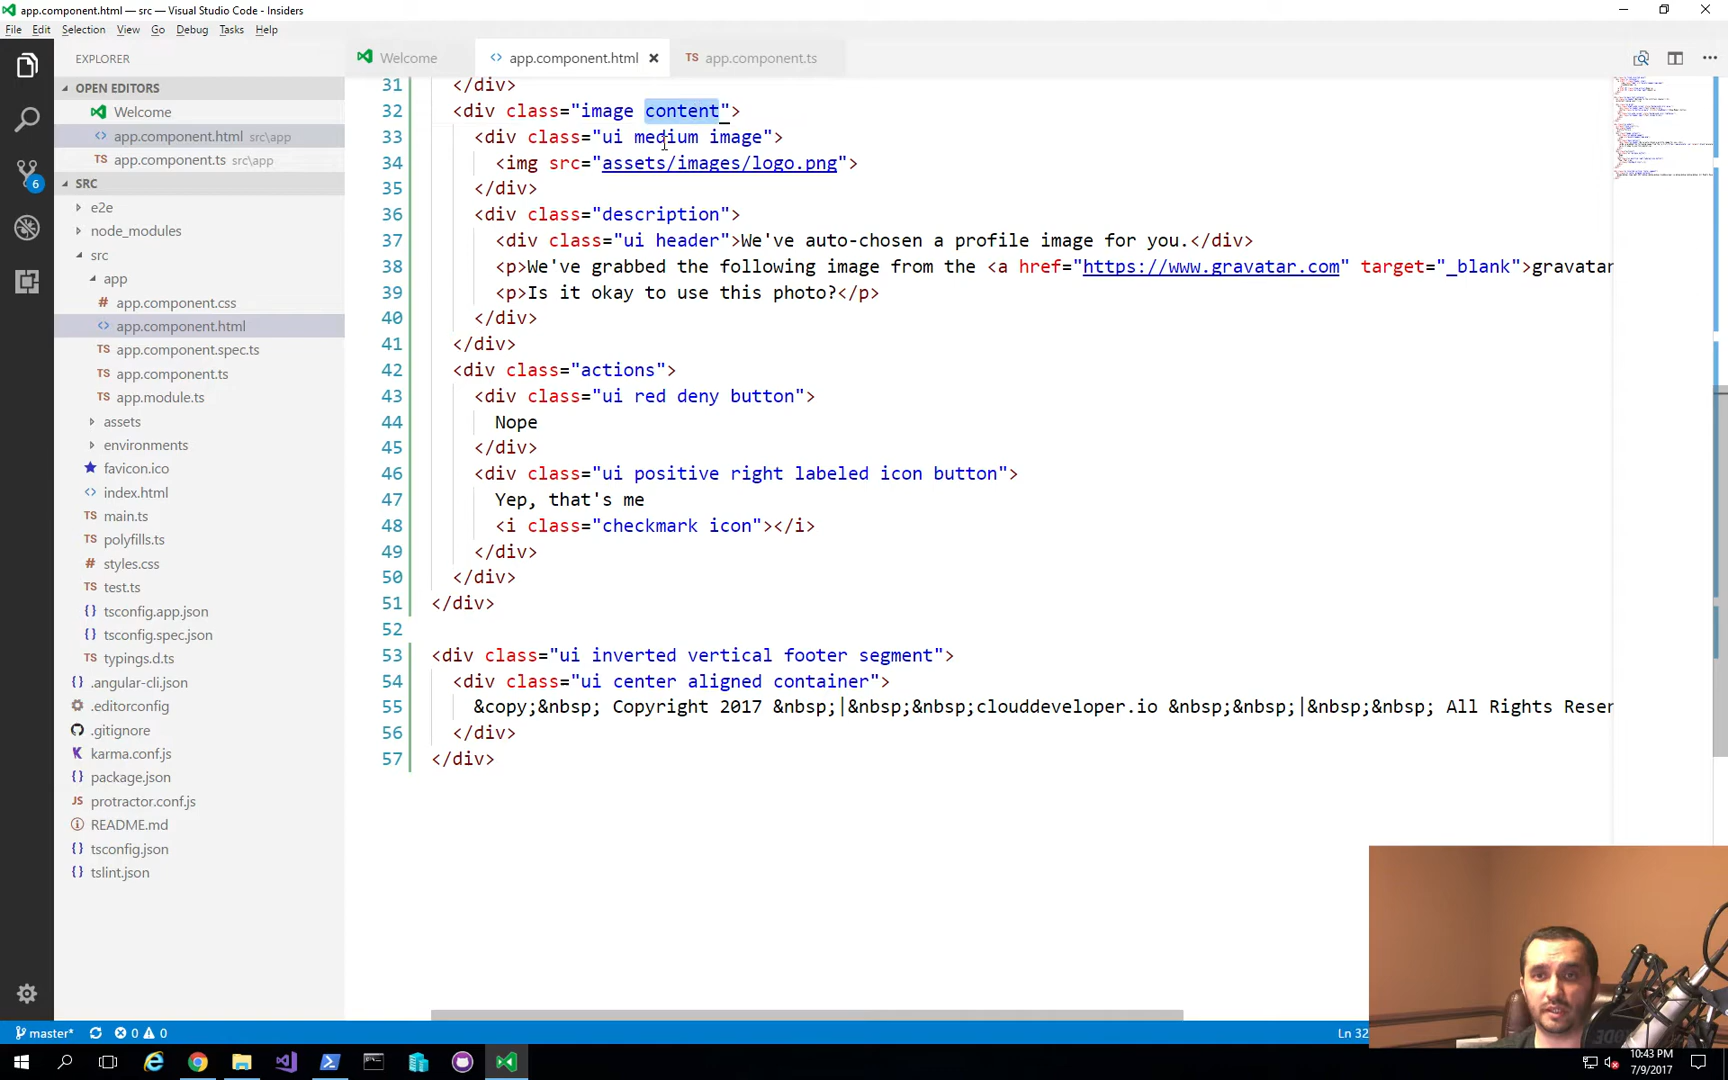 app.component.html — src — Visual Studio Code - Insiders
File Edit Selection View Go Debug Tasks Help
EXPLORER
OPEN EDITORS
Welcome
app.component.html src\app
TS app.component.ts src\app
SRC
e2e
node_modules
src
app
# app.component.css
<> app.component.html
TS app.component.spec.ts
TS app.component.ts
TS app.module.ts
assets
environments
favicon.ico
<> index.html
TS main.ts
TS polyfills.ts
# styles.css
TS test.ts
{} tsconfig.app.json
{} tsconfig.spec.json
TS typings.d.ts
{} .angular-cli.json
.editorconfig
.gitignore
karma.conf.js
{} package.json
JS protractor.conf.js
README.md
{} tsconfig.json
{} tslint.json
6
Welcome
<> app.component.html
TS app.component.ts
31 </div>
32 <div class="image content">
33 <div class="ui medium image">
34 <img src="assets/images/logo.png">
35 </div>
36 <div class="description">
37 <div class="ui header">We've auto-chosen a profile image for you.</div>
38 <p>We've grabbed the following image from the <a href="https://www.gravatar.com" target="_blank">gravatar
39 <p>Is it okay to use this photo?</p>
40 </div>
41 </div>
42 <div class="actions">
43 <div class="ui red deny button">
44 Nope
45 </div>
46 <div class="ui positive right labeled icon button">
47 Yep, that's me
48 <i class="checkmark icon"></i>
49 </div>
50 </div>
51 </div>
52
53 <div class="ui inverted vertical footer segment">
54 <div class="ui center aligned container">
55 &copy;&nbsp; Copyright 2017 &nbsp;|&nbsp;&nbsp;clouddeveloper.io &nbsp;&nbsp;|&nbsp;&nbsp; All Rights Reser
56 </div>
57 </div>
master* 0 0
Ln 32
10:43 PM
7/9/2017